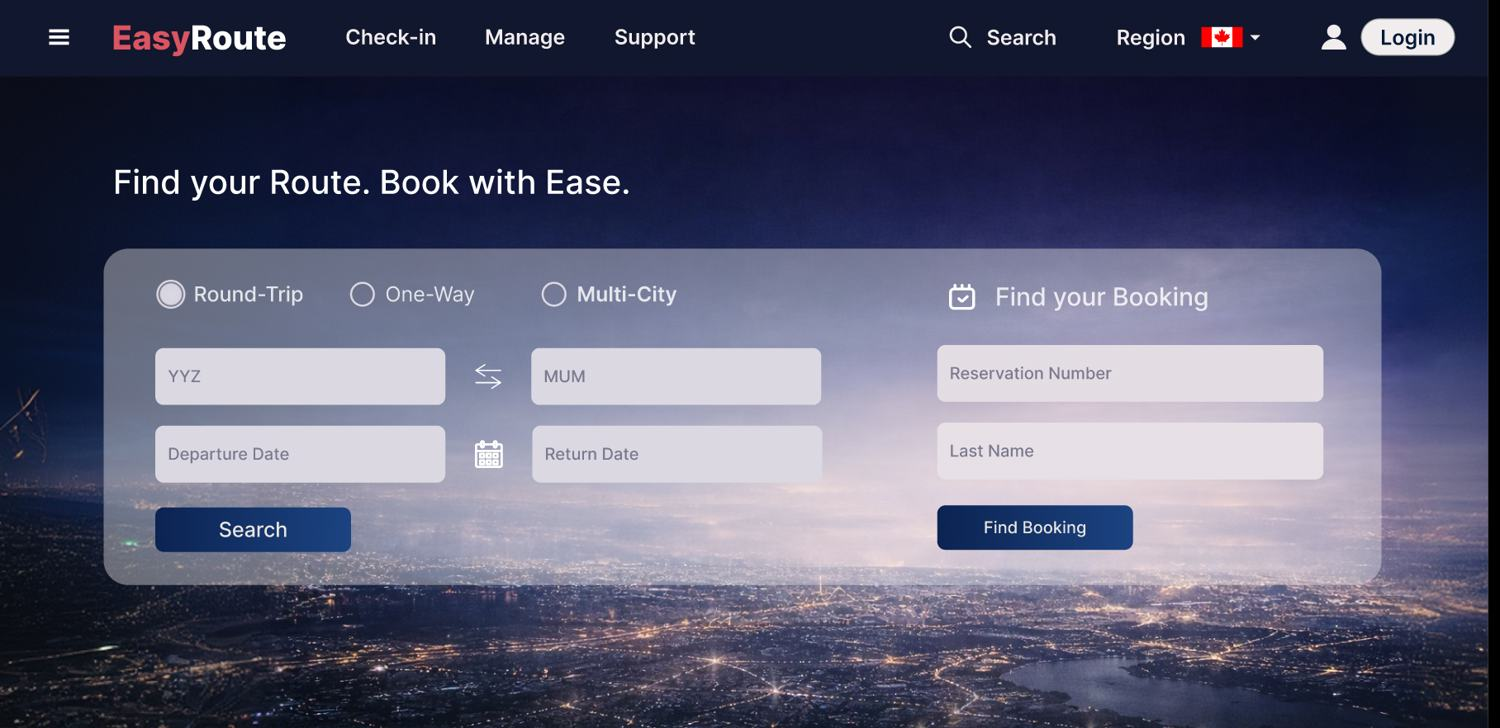 EasyRoute Check-in Manage Support Search Region Login
Find your Route. Book with Ease.
Round-Trip One-Way Multi-City
YYZ MUM
Departure Date Return Date
Search
Find your Booking
Reservation Number
Last Name
Find Booking